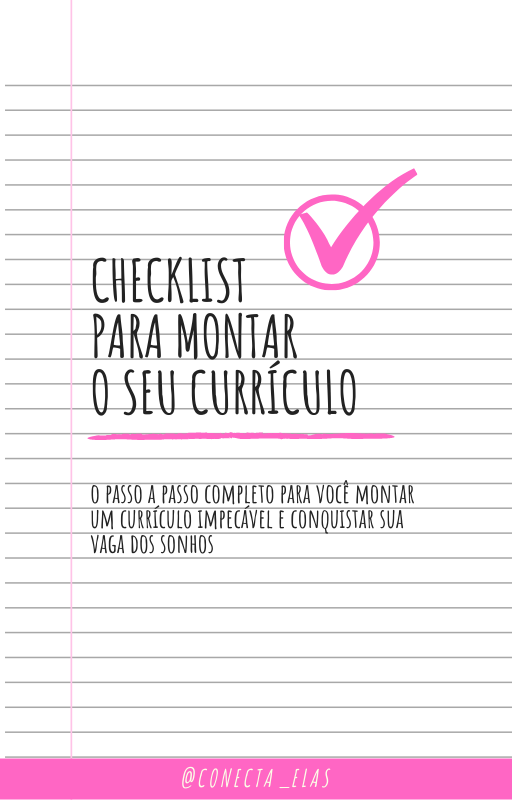 CHECKLIST
PARA MONTAR
O SEU CURRÍCULO
O PASSO A PASSO COMPLETO PARA VOCÊ MONTAR
UM CURRÍCULO IMPECÁVEL E CONQUISTAR SUA
VAGA DOS SONHOS
@CONECTA_ELAS